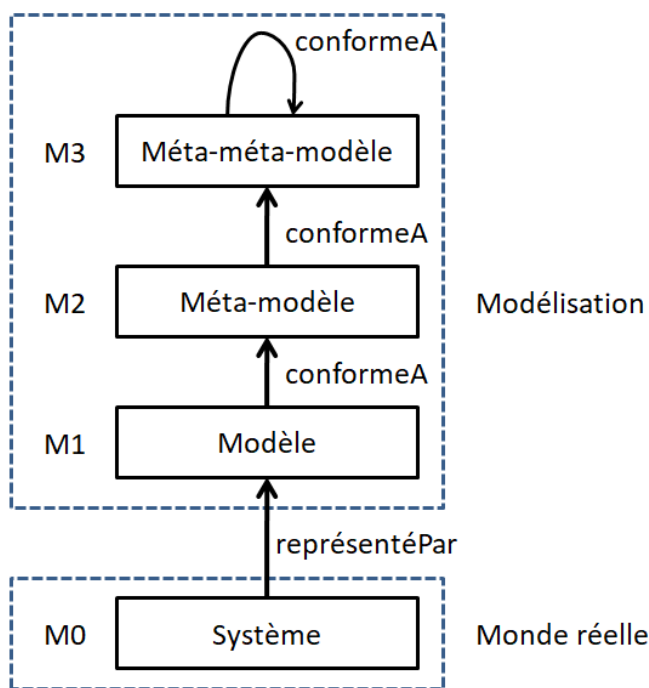 conformeA
M3 Méta-méta-modèle
conformeA
M2 Méta-modèle Modélisation
conformeA
M1 Modèle
représentéPar
M0 Système Monde réelle